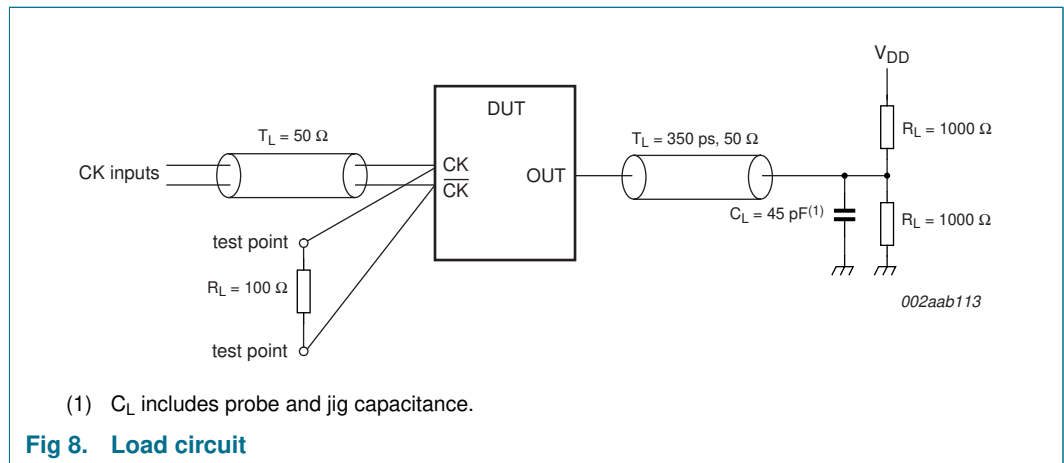 V_DD
DUT
R_L = 1000 Ω
T_L = 50 Ω
T_L = 350 ps, 50 Ω
CK inputs
CK
C̅K̅
OUT
C_L = 45 pF(1)
R_L = 1000 Ω
test point
R_L = 100 Ω
002aab113
test point
(1) C_L includes probe and jig capacitance.
Fig 8. Load circuit